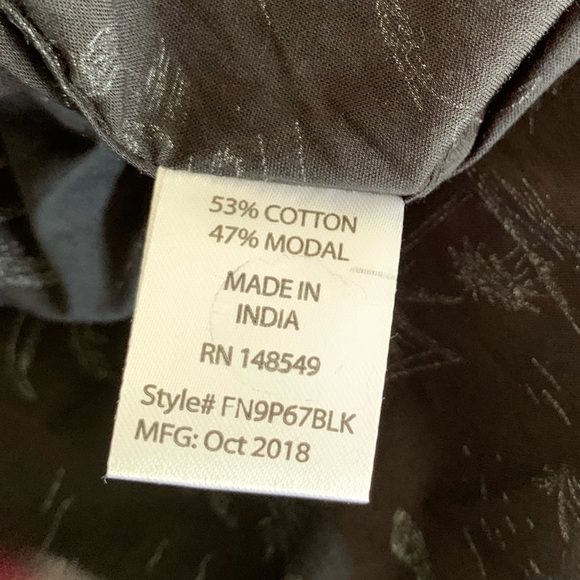 53% COTTON
47% MODAL
MADE IN
INDIA
RN 148549
Style# FN9P67BLK
MFG: Oct 2018